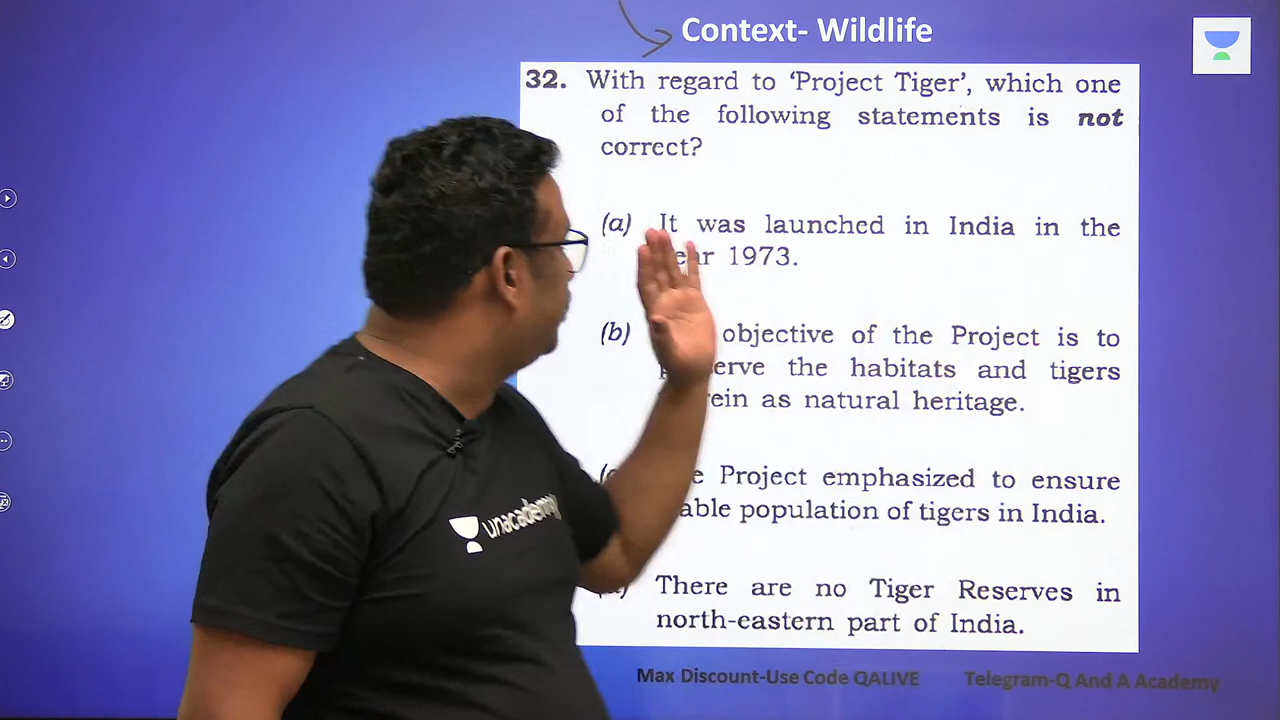 Context- Wildlife
32. With regard to ‘Project Tiger’, which one
of the following statements is not
correct?
(a) It was launched in India in the
1973.
(b) objective of the Project is to
the habitats and tigers
as natural heritage.
Project emphasized to ensure
population of tigers in India.
There are no Tiger Reserves in
north-eastern part of India.
unacademy
Max Discount-Use Code QALIVE Telegram-Q And A Academy